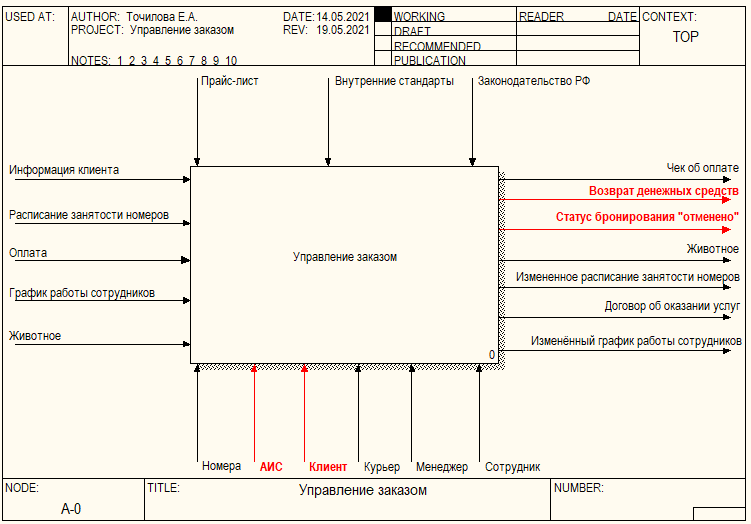 USED AT:
AUTHOR: Точилова Е.А.
DATE: 14.05.2021
PROJECT: Управление заказом
REV: 19.05.2021
NOTES: 1 2 3 4 5 6 7 8 9 10
WORKING
DRAFT
RECOMMENDED
PUBLICATION
READER
DATE
CONTEXT:
TOP
Прайс-лист
Внутренние стандарты
Законодательство РФ
Информация клиента
Расписание занятости номеров
Оплата
График работы сотрудников
Животное
Управление заказом
0
Чек об оплате
Возврат денежных средств
Статус бронирования "отменено"
Животное
Измененное расписание занятости номеров
Договор об оказании услуг
Изменённый график работы сотрудников
Номера
АИС
Клиент
Курьер
Менеджер
Сотрудник
NODE:
A-0
TITLE:
Управление заказом
NUMBER: